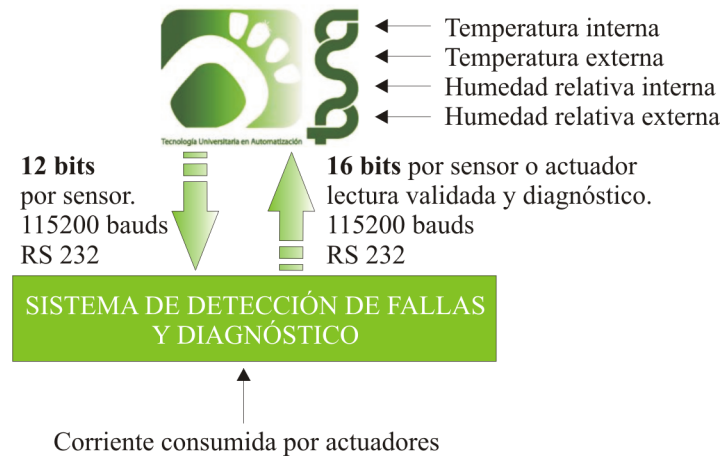 Temperatura interna
Temperatura externa
Humedad relativa interna
Humedad relativa externa
Tecnología Universitaria en Automatización
12 bits
por sensor.
115200 bauds
RS 232
16 bits por sensor o actuador
lectura validada y diagnóstico.
115200 bauds
RS 232
SISTEMA DE DETECCIÓN DE FALLAS
Y DIAGNÓSTICO
Corriente consumida por actuadores